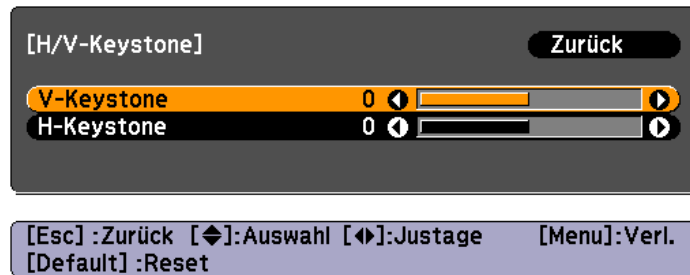 [H/V-Keystone]
Zurück
V-Keystone 0
H-Keystone 0
[Esc] :Zurück [◆]:Auswahl [◆]:Justage [Menu]:Verl.
[Default] :Reset